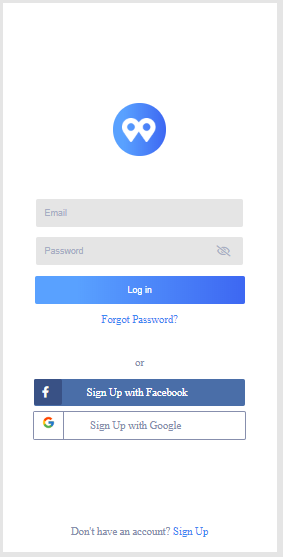 Email
Password
Log in
Forgot Password?
or
Sign Up with Facebook
Sign Up with Google
Don't have an account? Sign Up